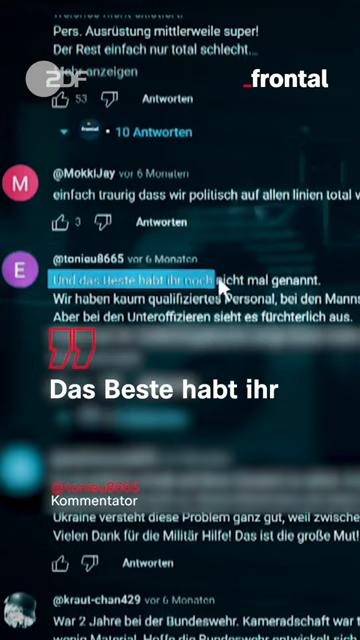 Pers. Ausrüstung mittlerweile super!
Der Rest einfach nur total schlecht...
Mehr anzeigen
ZDF
frontal
53 Antworten
frontal • 10 Antworten
M
@MokkiJay vor 6 Monaten
einfach traurig dass wir politisch auf allen linien total v
3 Antworten
E
@tonieu8665 vor 6 Monaten
Und das Beste habt ihr noch nicht mal genannt.
Wir haben kaum qualifiziertes Personal, bei den Manns
Aber bei den Unteroffizieren sieht es fürchterlich aus.
Das Beste habt ihr
@tonieu8665
Kommentator
Ukraine versteht diese Problem ganz gut, weil zwische
Vielen Dank für die Militär Hilfe! Das ist die große Mut!
Antworten
@kraut-chan429 vor 6 Monaten
War 2 Jahre bei der Bundeswehr. Kameradschaft war
wenig Material. Hoffe die Bundeswehr entwickelt sich